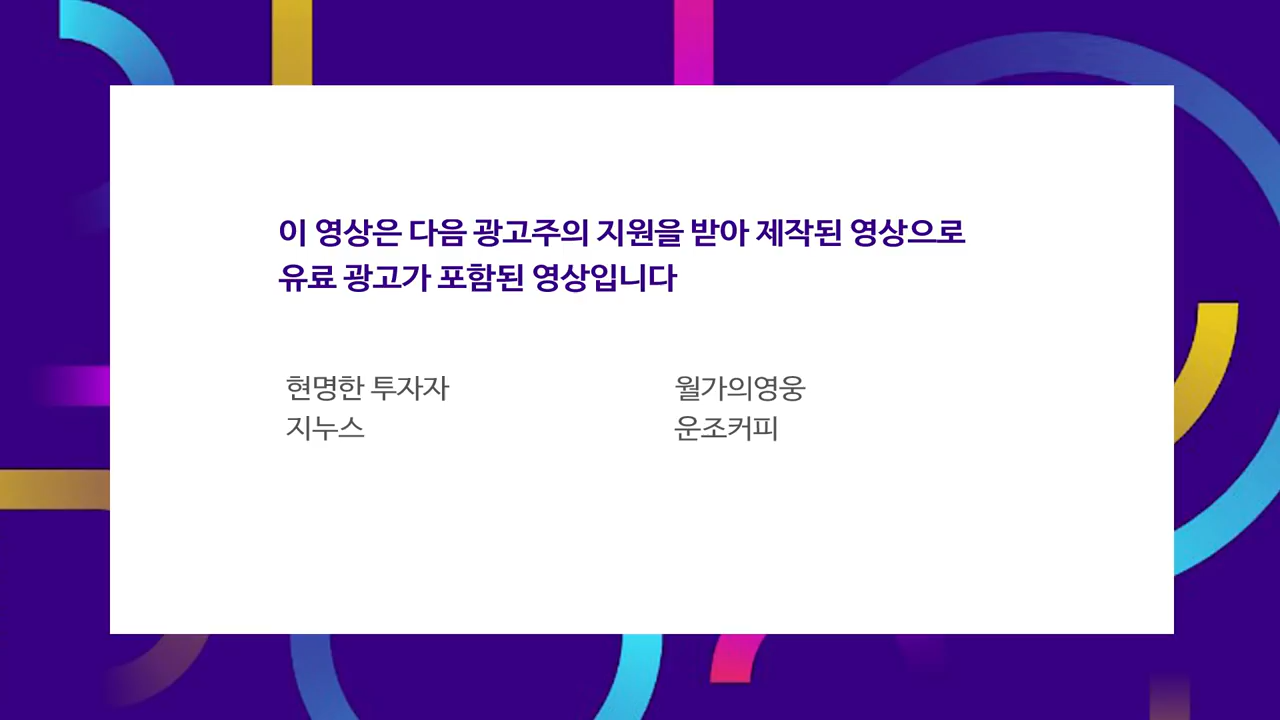 이 영상은 다음 광고주의 지원을 받아 제작된 영상으로
유료 광고가 포함된 영상입니다
현명한 투자자
지누스
월가의영웅
운조커피